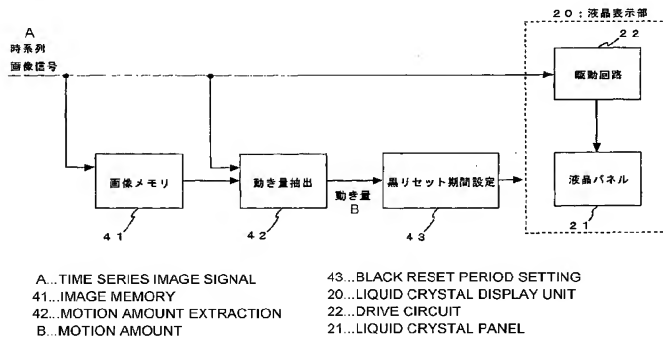 20:液晶表示部
A
時系列
画像信号
22
駆動回路
画像メモリ
動き量抽出
動き量
B
黒リセット期間設定
液晶パネル
41
42
43
21
A...TIME SERIES IMAGE SIGNAL
41...IMAGE MEMORY
42...MOTION AMOUNT EXTRACTION
B...MOTION AMOUNT
43...BLACK RESET PERIOD SETTING
20...LIQUID CRYSTAL DISPLAY UNIT
22...DRIVE CIRCUIT
21...LIQUID CRYSTAL PANEL